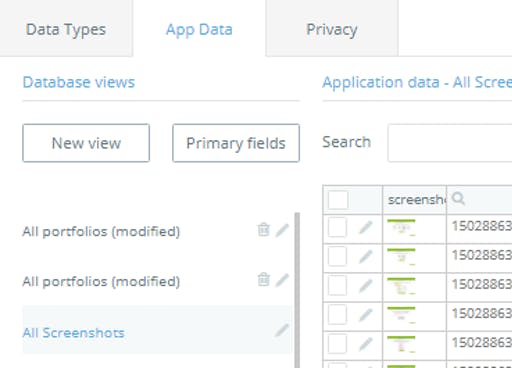 Data Types
App Data
Privacy
Database views
New view
Primary fields
All portfolios (modified)
All portfolios (modified)
All Screenshots
Application data - All Scree
Search
screensh
15028863
15028863
15028863
15028863
15028863